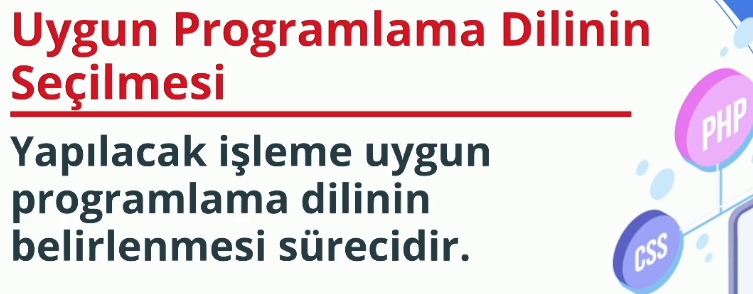 Uygun Programlama Dilinin
Seçilmesi
Yapılacak işleme uygun
programlama dilinin
belirlenmesi sürecidir.
PHP
CSS